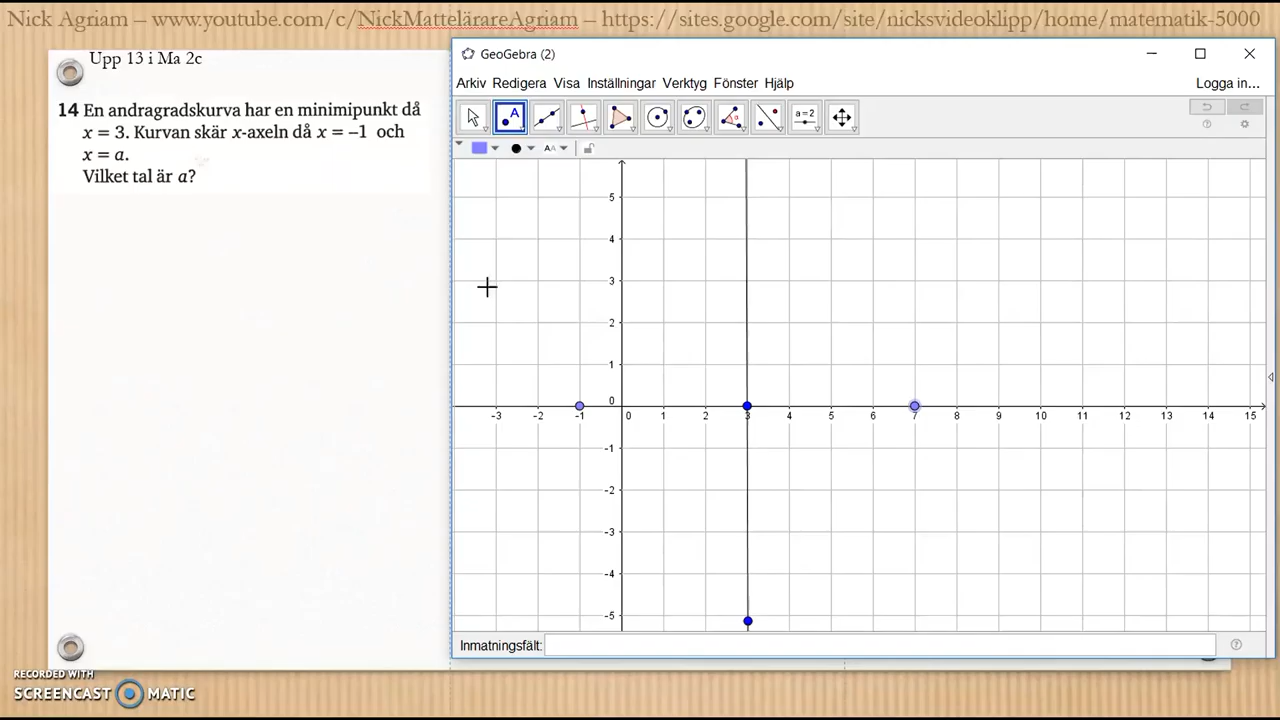 Nick Agriam – www.youtube.com/c/NickMattelärareAgriam – https://sites.google.com/site/nicksvideoklipp/home/matematik-5000
Upp 13 i Ma 2c
14 En andragradskurva har en minimipunkt då
x = 3. Kurvan skär x-axeln då x = −1 och
x = a.
Vilket tal är a?
GeoGebra (2)
Arkiv Redigera Visa Inställningar Verktyg Fönster Hjälp Logga in...
A a=2
AA
5
4
3
2
1
0
-3 -2 -1 0 1 2 3 4 5 6 7 8 9 10 11 12 13 14 15
-1
-2
-3
-4
-5
Inmatningsfält:
RECORDED WITH
SCREENCAST MATIC